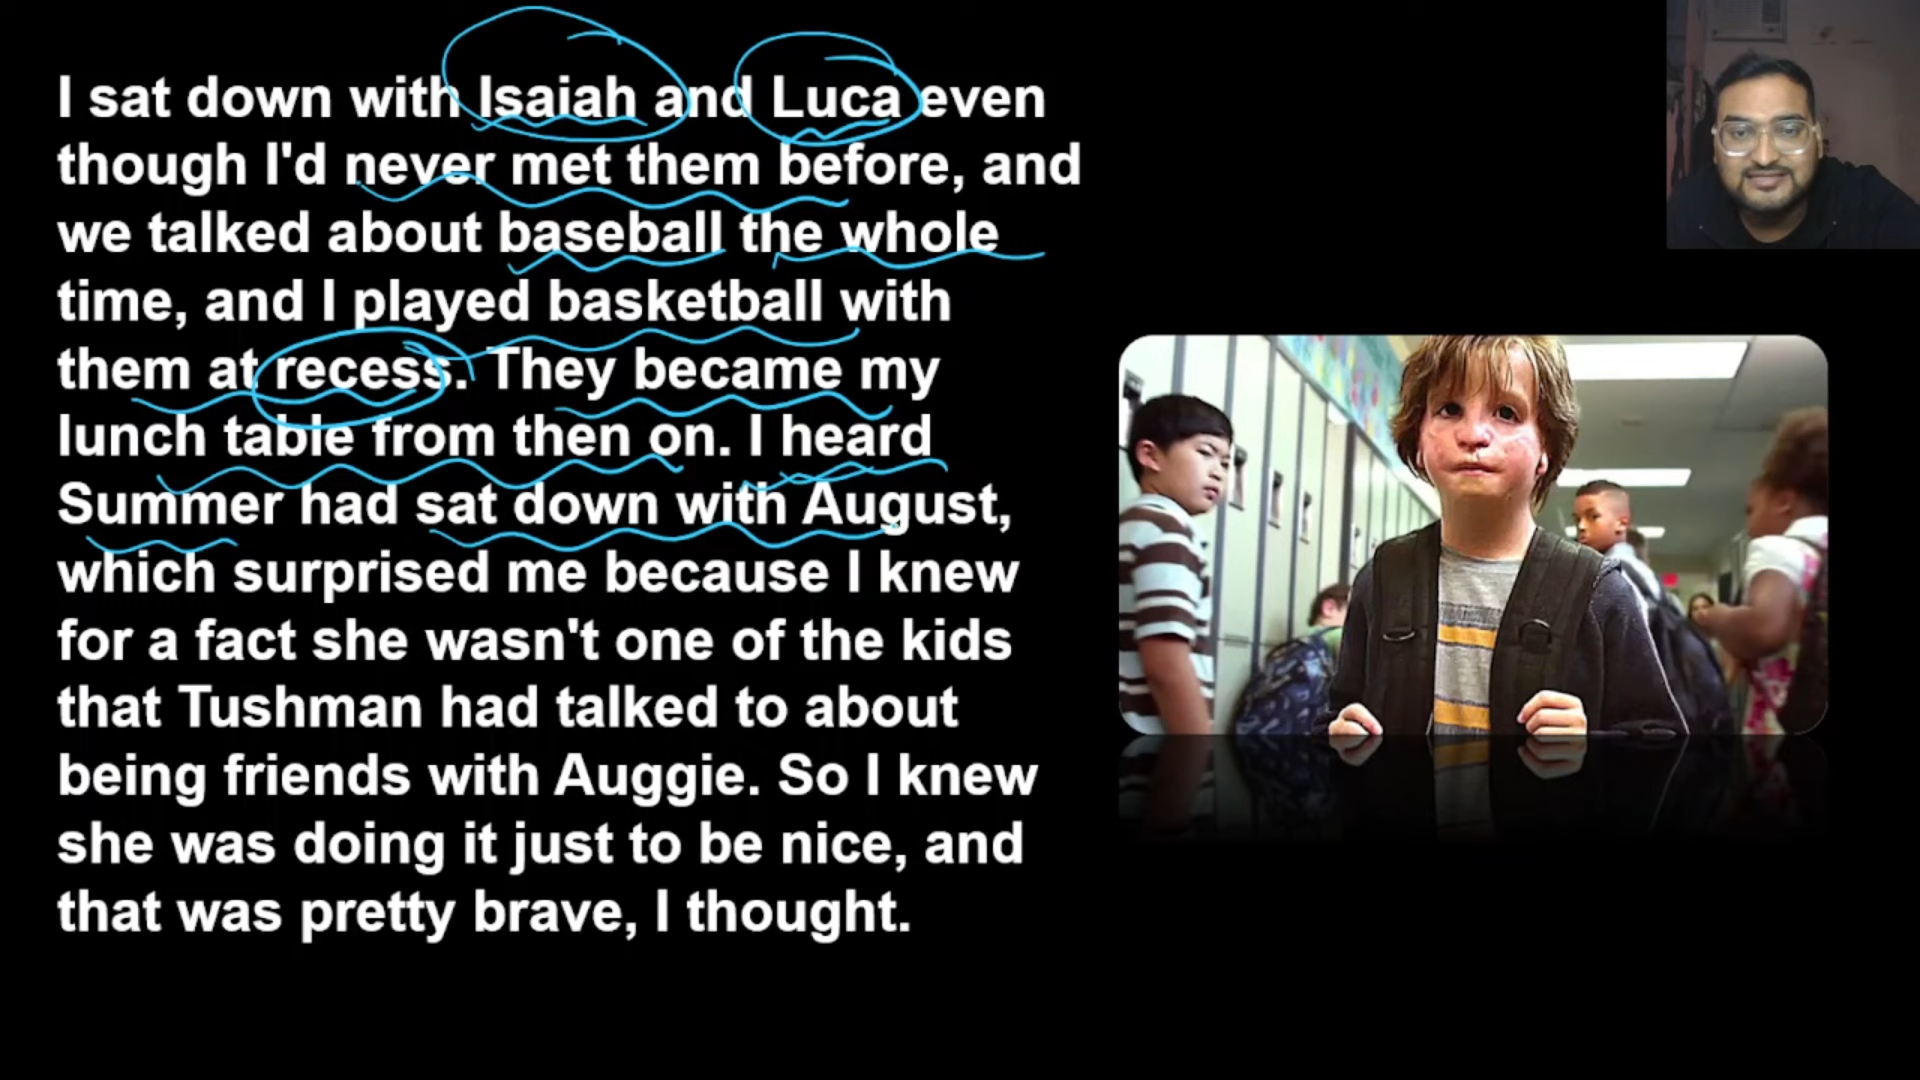 I sat down with Isaiah and Luca even
though I'd never met them before, and
we talked about baseball the whole
time, and I played basketball with
them at recess. They became my
lunch table from then on. I heard
Summer had sat down with August,
which surprised me because I knew
for a fact she wasn't one of the kids
that Tushman had talked to about
being friends with Auggie. So I knew
she was doing it just to be nice, and
that was pretty brave, I thought.